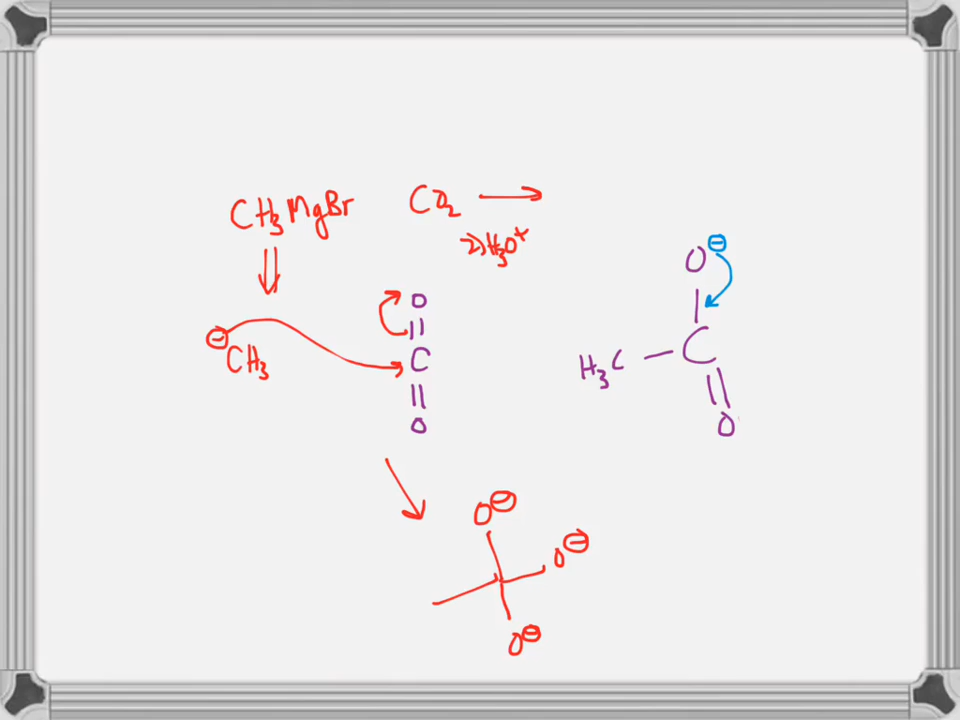 CH₃MgBr CO₂ →
2) H₃O⁺
⊖
CH₃
O
||
C
||
O
O⊖
H₃C — C
O
O⊖
O⊖
O⊖